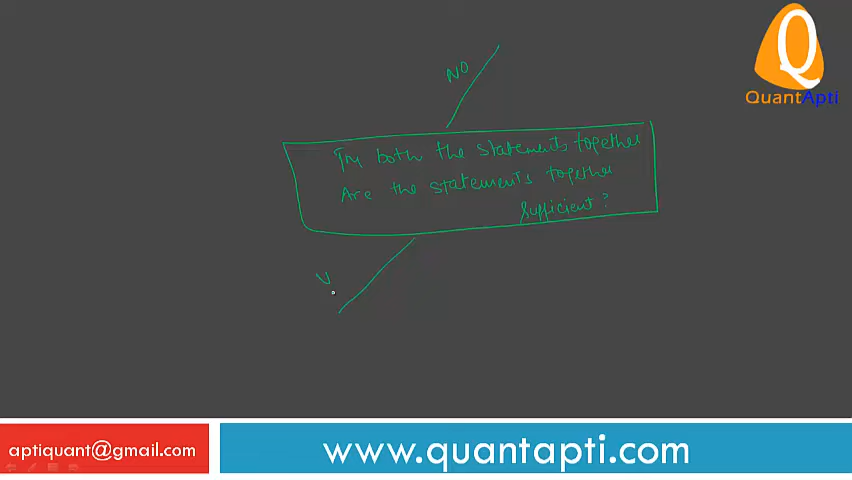 Q
QuantApti
NO
Try both the statements together
Are the statements together
sufficient?
aptiquant@gmail.com
www.quantapti.com